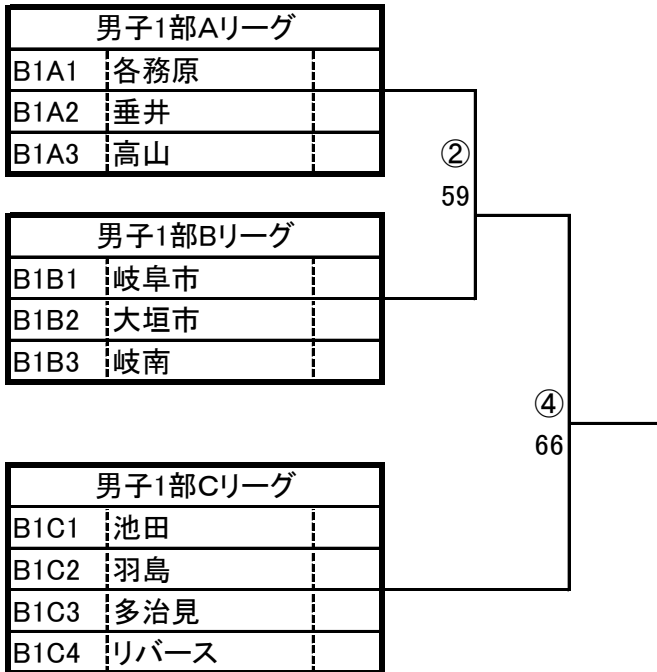 男子1部Aリーグ
B1A1 各務原
B1A2 垂井
B1A3 高山
②
59
男子1部Bリーグ
B1B1 岐阜市
B1B2 大垣市
B1B3 岐南
④
66
男子1部Cリーグ
B1C1 池田
B1C2 羽島
B1C3 多治見
B1C4 リバース